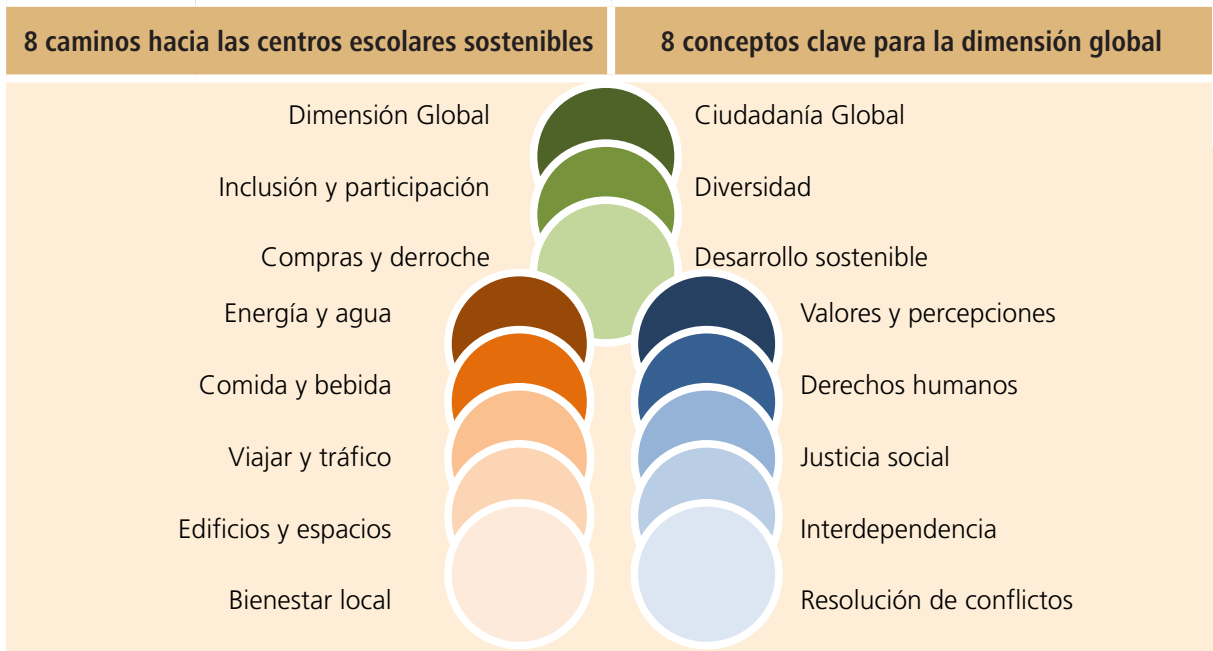 8 caminos hacia las centros escolares sostenibles
8 conceptos clave para la dimensión global
Dimensión Global
Ciudadanía Global
Inclusión y participación
Diversidad
Compras y derroche
Desarrollo sostenible
Energía y agua
Valores y percepciones
Comida y bebida
Derechos humanos
Viajar y tráfico
Justicia social
Edificios y espacios
Interdependencia
Bienestar local
Resolución de conflictos